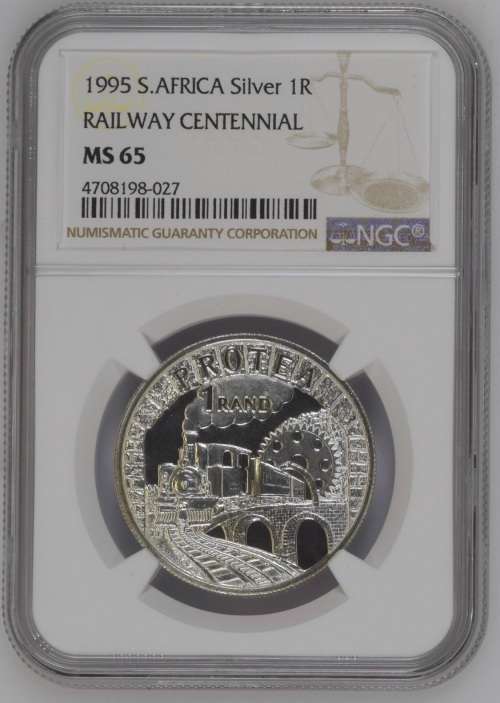 1995 S.AFRICA Silver 1R
RAILWAY CENTENNIAL
MS 65
4708198-027
NUMISMATIC GUARANTY CORPORATION
NGC®
PROTEA
1 RAND